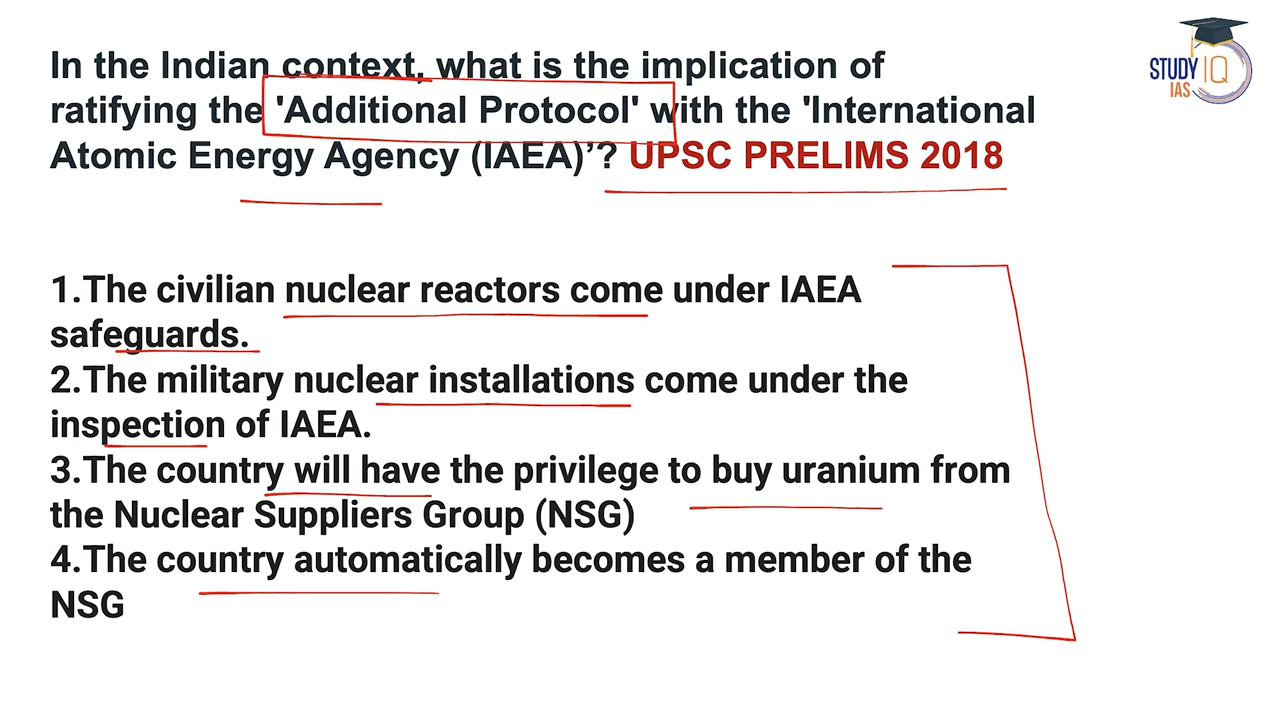 In the Indian context, what is the implication of
ratifying the 'Additional Protocol' with the 'International
Atomic Energy Agency (IAEA)’? UPSC PRELIMS 2018
STUDY IQ
IAS
1.The civilian nuclear reactors come under IAEA
safeguards.
2.The military nuclear installations come under the
inspection of IAEA.
3.The country will have the privilege to buy uranium from
the Nuclear Suppliers Group (NSG)
4.The country automatically becomes a member of the
NSG